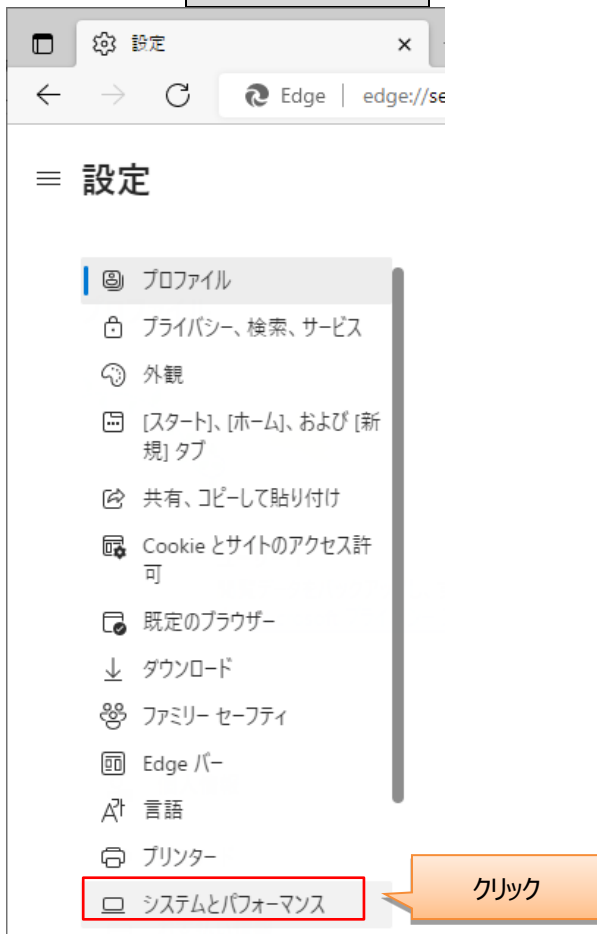 設定
Edge edge://se
設定
プロファイル
プライバシー、検索、サービス
外観
[スタート]、[ホーム]、および [新
規] タブ
共有、コピーして貼り付け
Cookie とサイトのアクセス許
可
既定のブラウザー
ダウンロード
ファミリー セーフティ
Edge バー
言語
プリンター
システムとパフォーマンス
クリック